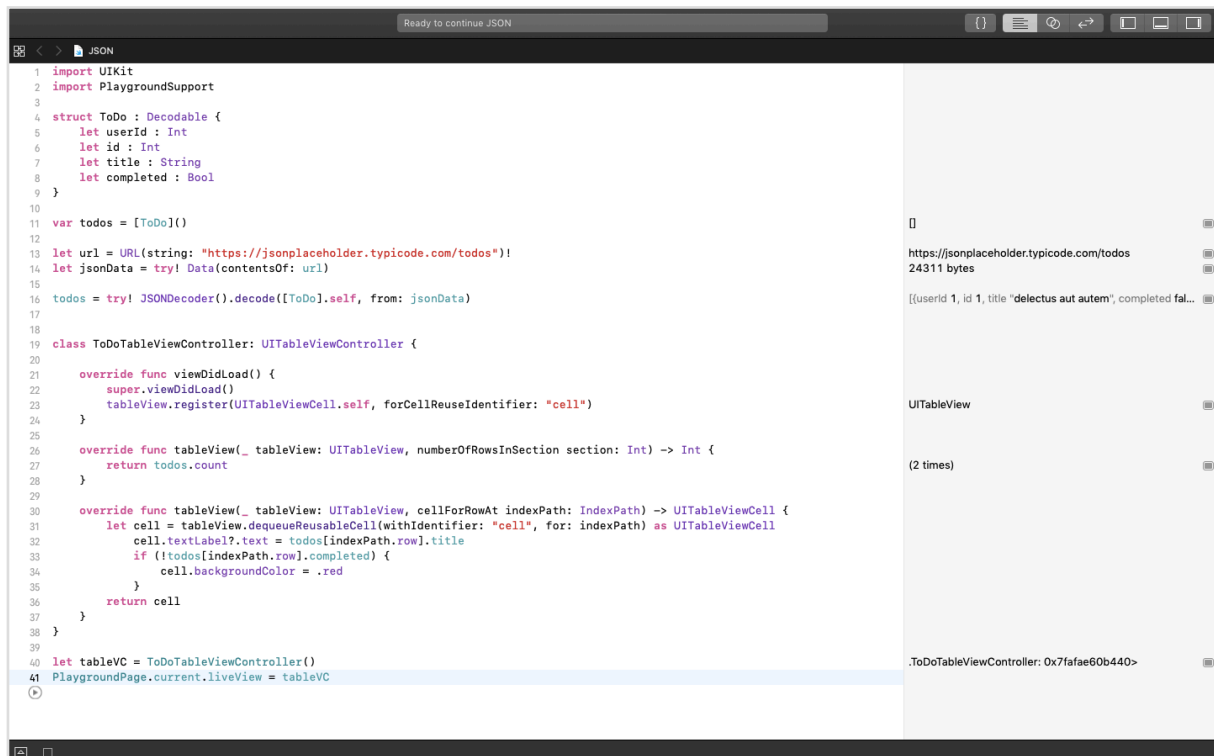 Ready to continue JSON
{}
JSON
1 import UIKit
2 import PlaygroundSupport
3
4 struct ToDo : Decodable {
5     let userId : Int
6     let id : Int
7     let title : String
8     let completed : Bool
9 }
10
11 var todos = [ToDo]() []
12
13 let url = URL(string: "https://jsonplaceholder.typicode.com/todos")! https://jsonplaceholder.typicode.com/todos
14 let jsonData = try! Data(contentsOf: url) 24311 bytes
15
16 todos = try! JSONDecoder().decode([ToDo].self, from: jsonData) [{userId 1, id 1, title "delectus aut autem", completed fal...
17
18
19 class ToDoTableViewController: UITableViewController {
20
21     override func viewDidLoad() {
22         super.viewDidLoad()
23         tableView.register(UITableViewCell.self, forCellReuseIdentifier: "cell") UITableView
24     }
25
26     override func tableView(_ tableView: UITableView, numberOfRowsInSection section: Int) -> Int {
27         return todos.count (2 times)
28     }
29
30     override func tableView(_ tableView: UITableView, cellForRowAt indexPath: IndexPath) -> UITableViewCell {
31         let cell = tableView.dequeueReusableCell(withIdentifier: "cell", for: indexPath) as UITableViewCell
32             cell.textLabel?.text = todos[indexPath.row].title
33             if (!todos[indexPath.row].completed) {
34                 cell.backgroundColor = .red
35             }
36         return cell
37     }
38 }
39
40 let tableVC = ToDoTableViewController() .ToDoTableViewController: 0x7fafae60b440>
41 PlaygroundPage.current.liveView = tableVC